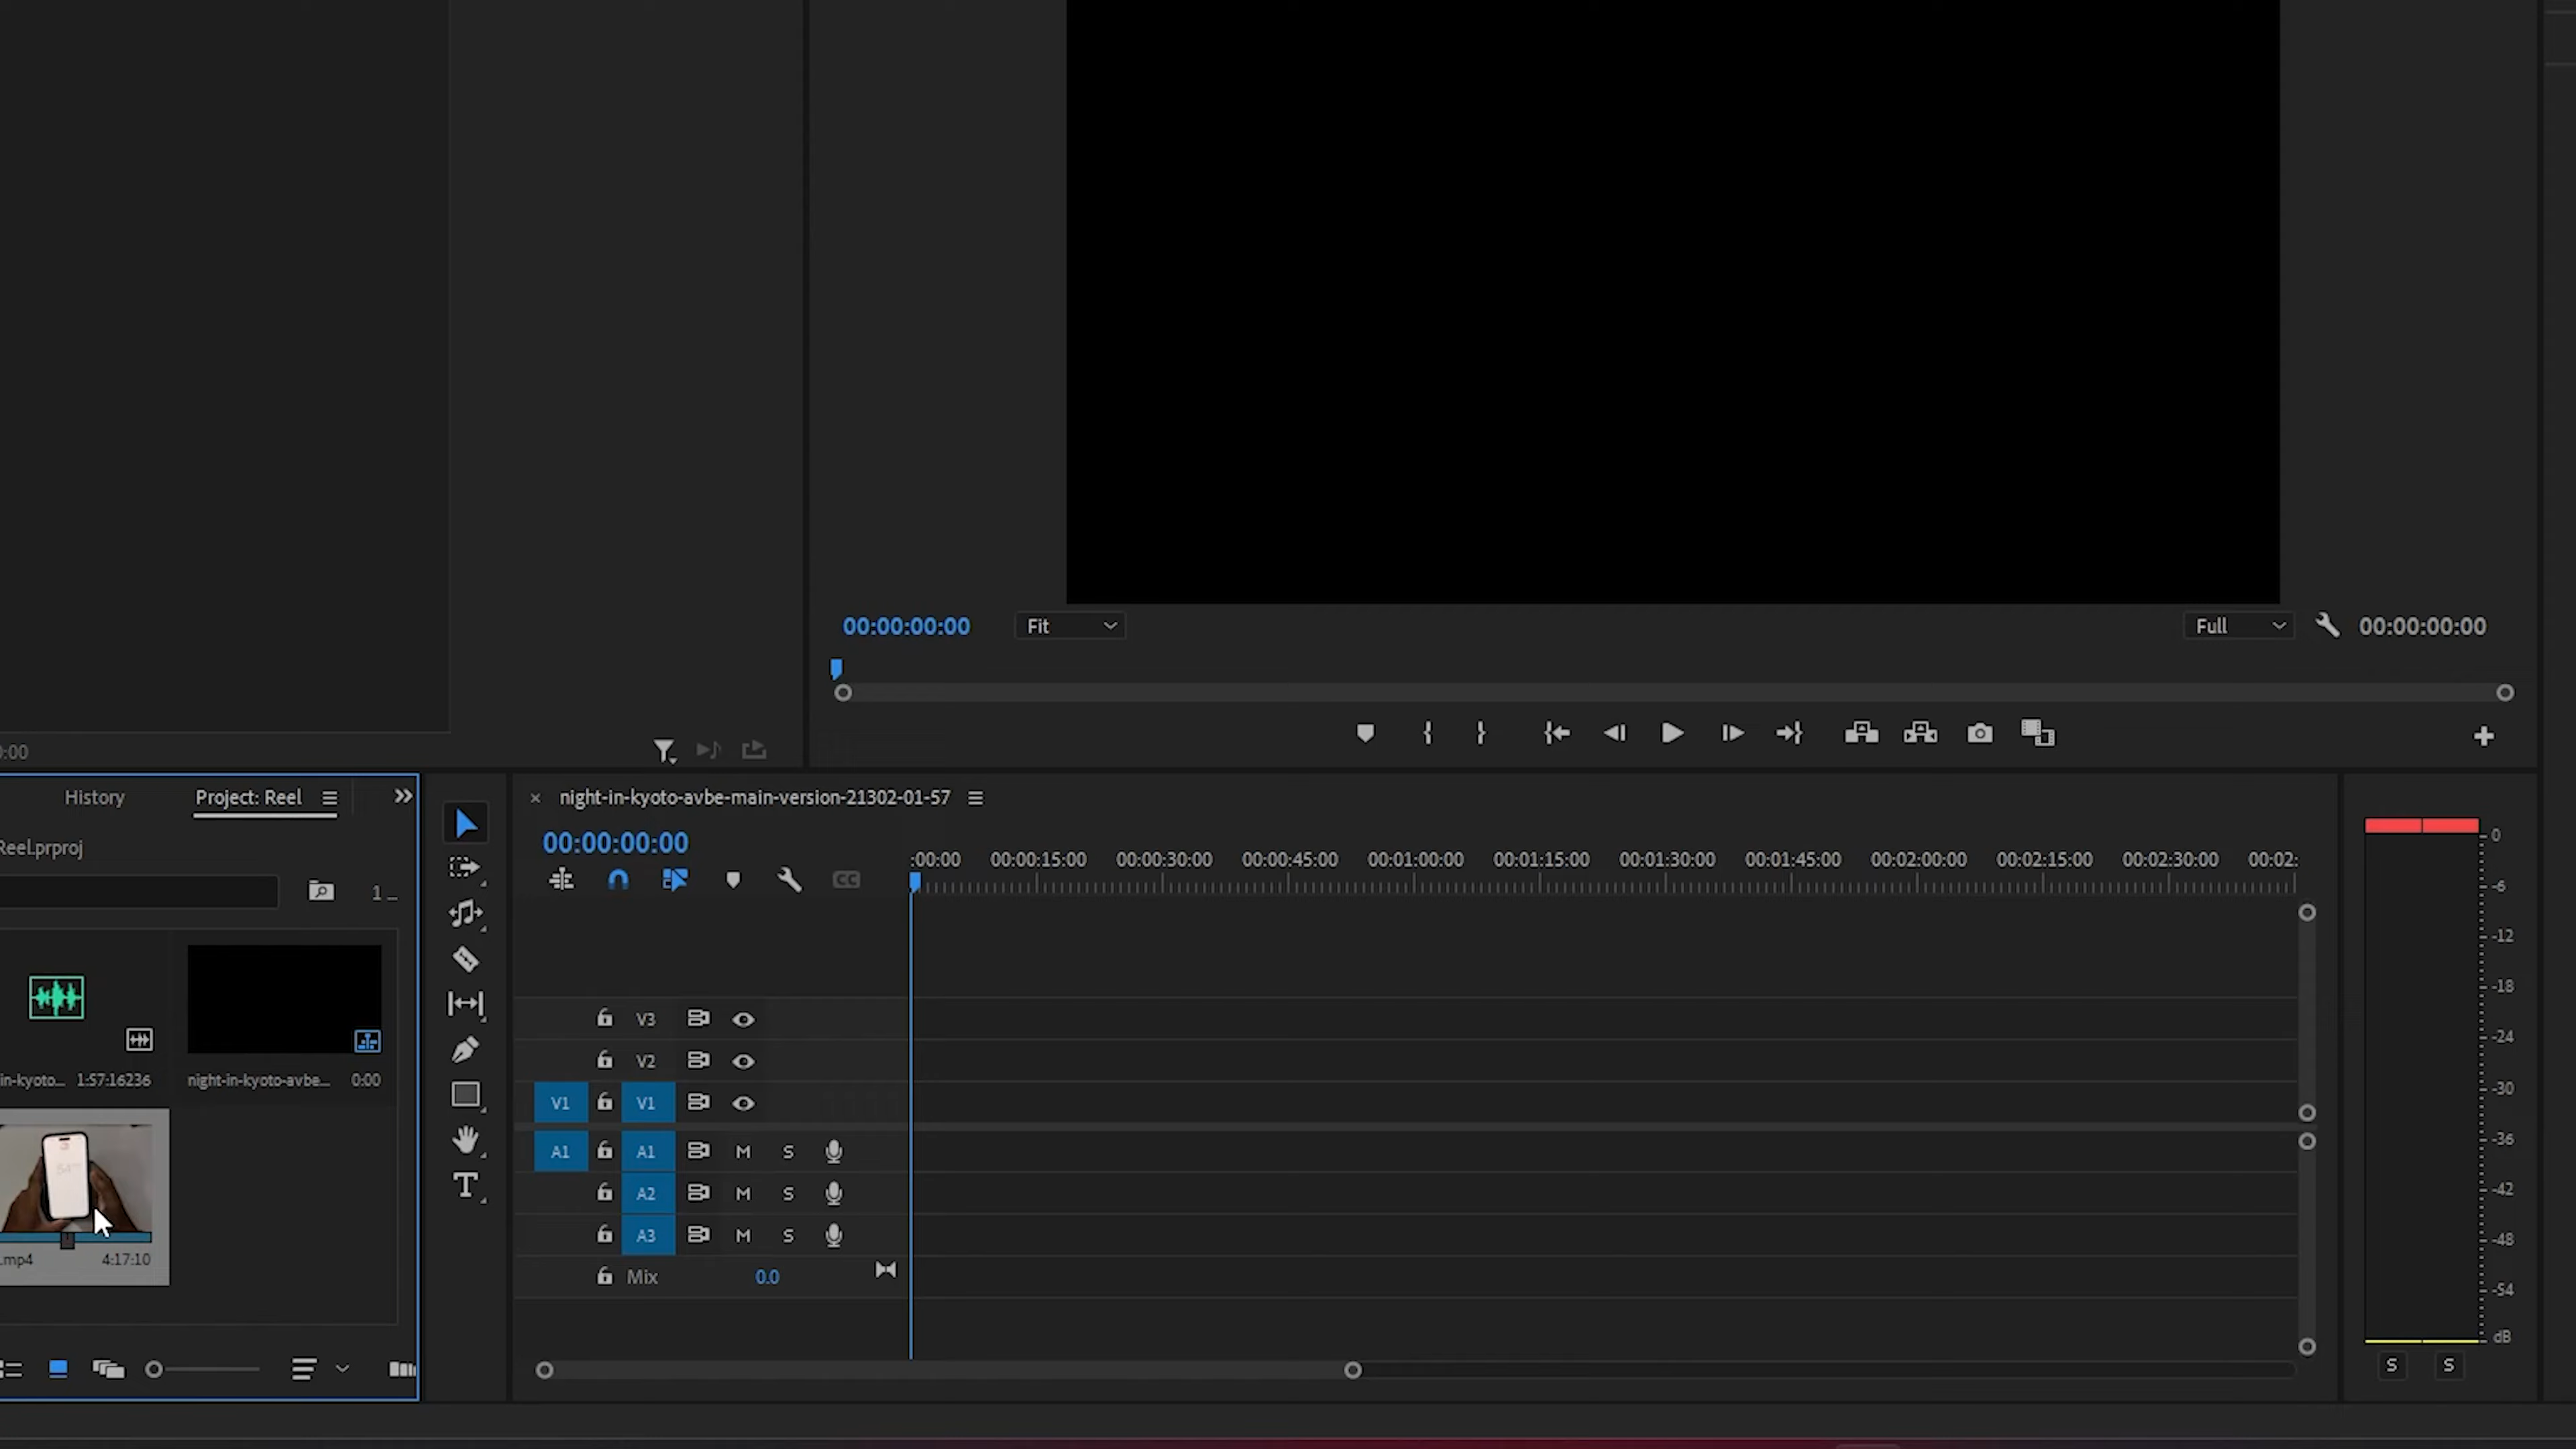 00:00:00:00 Fit Full 00:00:00:00
:00
History Project: Reel
Reel.prproj
1 ...
in-kyoto... 1:57:16236
night-in-kyoto-avbe... 0:00
54
.mp4 4:17:10
T
night-in-kyoto-avbe-main-version-21302-01-57
00:00:00:00
CC
:00:00 00:00:15:00 00:00:30:00 00:00:45:00 00:01:00:00 00:01:15:00 00:01:30:00 00:01:45:00 00:02:00:00 00:02:15:00 00:02:30:00 00:02:
V3
V2
V1 V1
A1 A1 M S
A2 M S
A3 M S
Mix 0.0
0
-6
-12
-18
-24
-30
-36
-42
-48
-54
dB
S S